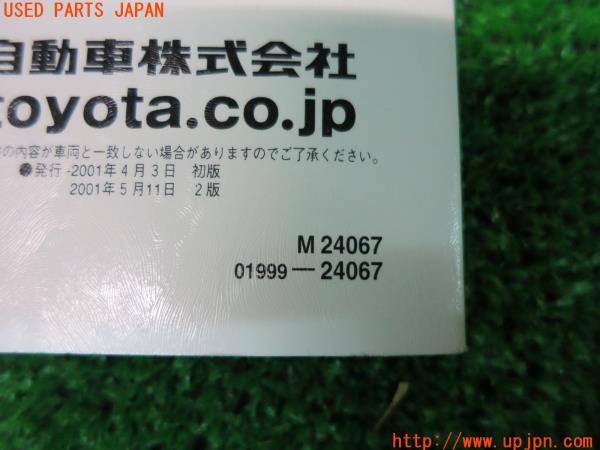 USED PARTS JAPAN
自動車株式会社
toyota.co.jp
の内容が車両と一致しない場合がありますのでご了承ください。
発行-2001年4月3日 初版
2001年5月11日 2版
M 24067
01999-24067
http://www.upjpn.com/